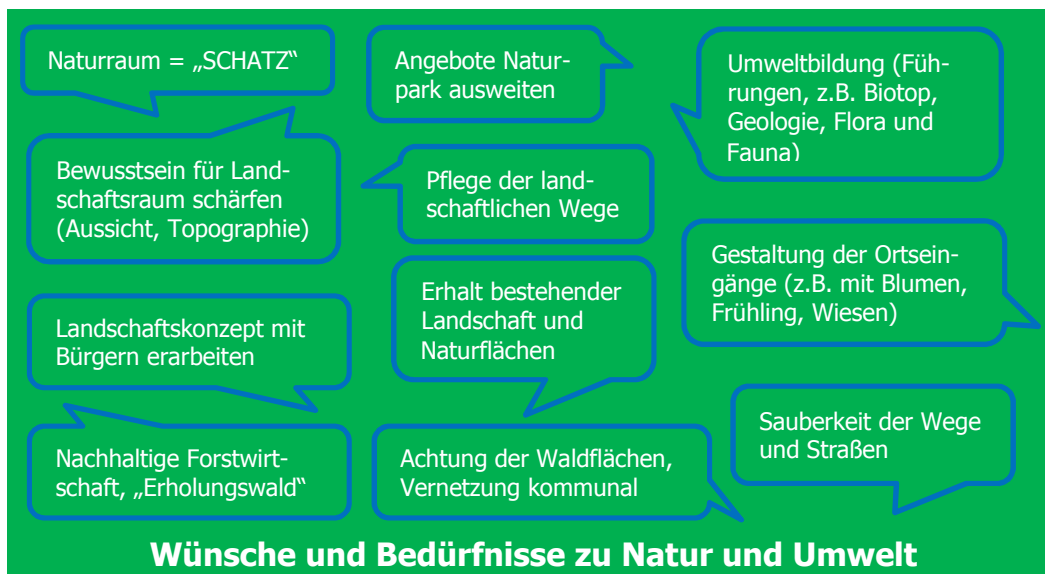 Naturraum = „SCHATZ“
Angebote Natur-
park ausweiten
Umweltbildung (Füh-
rungen, z.B. Biotop,
Geologie, Flora und
Fauna)
Bewusstsein für Land-
schaftsraum schärfen
(Aussicht, Topographie)
Pflege der land-
schaftlichen Wege
Gestaltung der Ortsein-
gänge (z.B. mit Blumen,
Frühling, Wiesen)
Landschaftskonzept mit
Bürgern erarbeiten
Erhalt bestehender
Landschaft und
Naturflächen
Sauberkeit der Wege
und Straßen
Nachhaltige Forstwirt-
schaft, „Erholungswald“
Achtung der Waldflächen,
Vernetzung kommunal
Wünsche und Bedürfnisse zu Natur und Umwelt